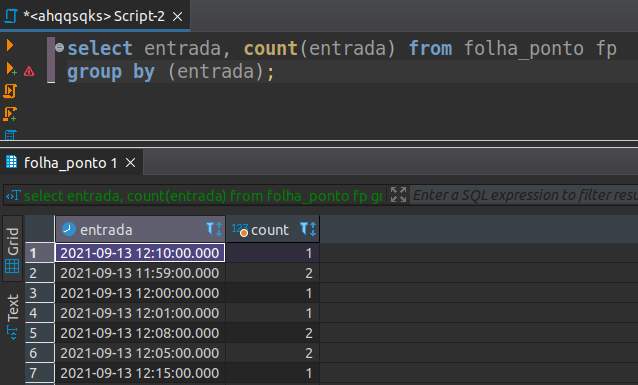 *<ahqqsqks> Script-2
select entrada, count(entrada) from folha_ponto fp
group by (entrada);
folha_ponto 1
select entrada, count(entrada) from folha_ponto fp gr
Enter a SQL expression to filter resu
Grid
Text
entrada
123
count
1 2021-09-13 12:10:00.000 1
2 2021-09-13 11:59:00.000 2
3 2021-09-13 12:00:00.000 1
4 2021-09-13 12:01:00.000 1
5 2021-09-13 12:08:00.000 2
6 2021-09-13 12:05:00.000 2
7 2021-09-13 12:15:00.000 1